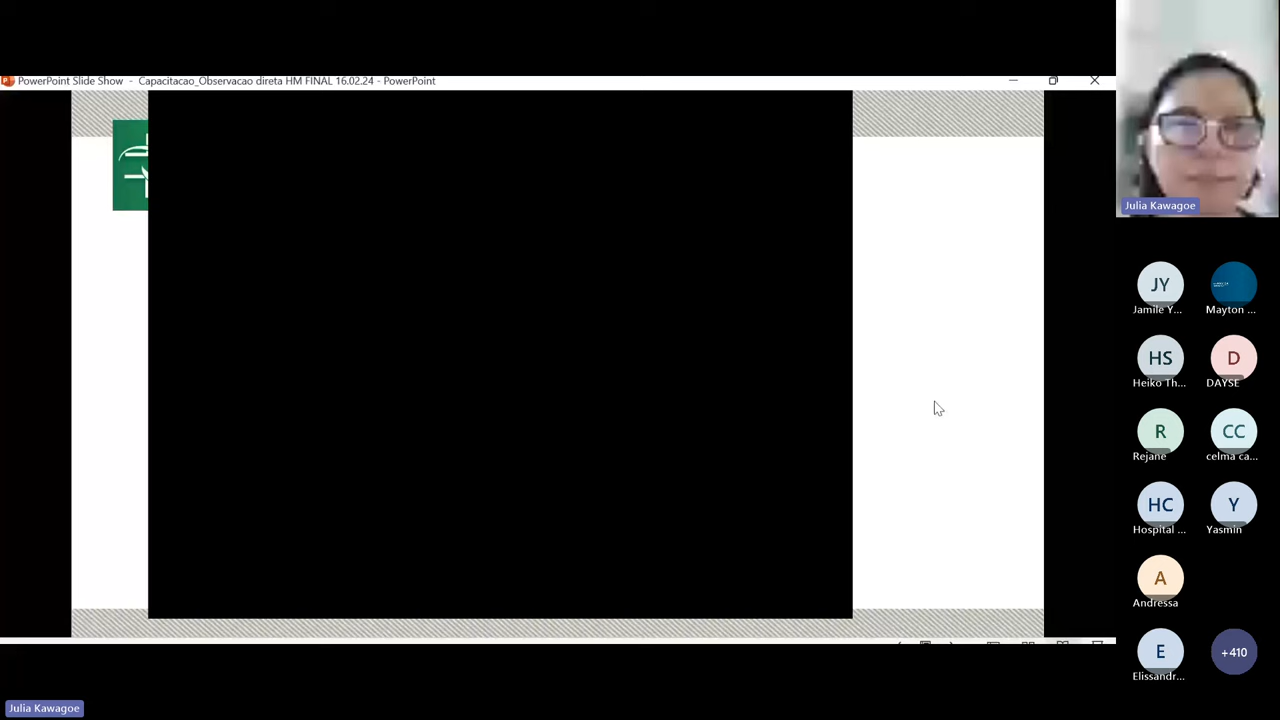 PowerPoint Slide Show - Capacitacao_Observacao direta HM FINAL 16.02.24 - PowerPoint
Julia Kawagoe
JY
Jamile Y...
Mayton ...
HS
Heiko Th...
D
DAYSE
R
Rejane
CC
celma ca...
HC
Hospital ...
Y
Yasmin
A
Andressa
E
Elissandr...
+410
Julia Kawagoe